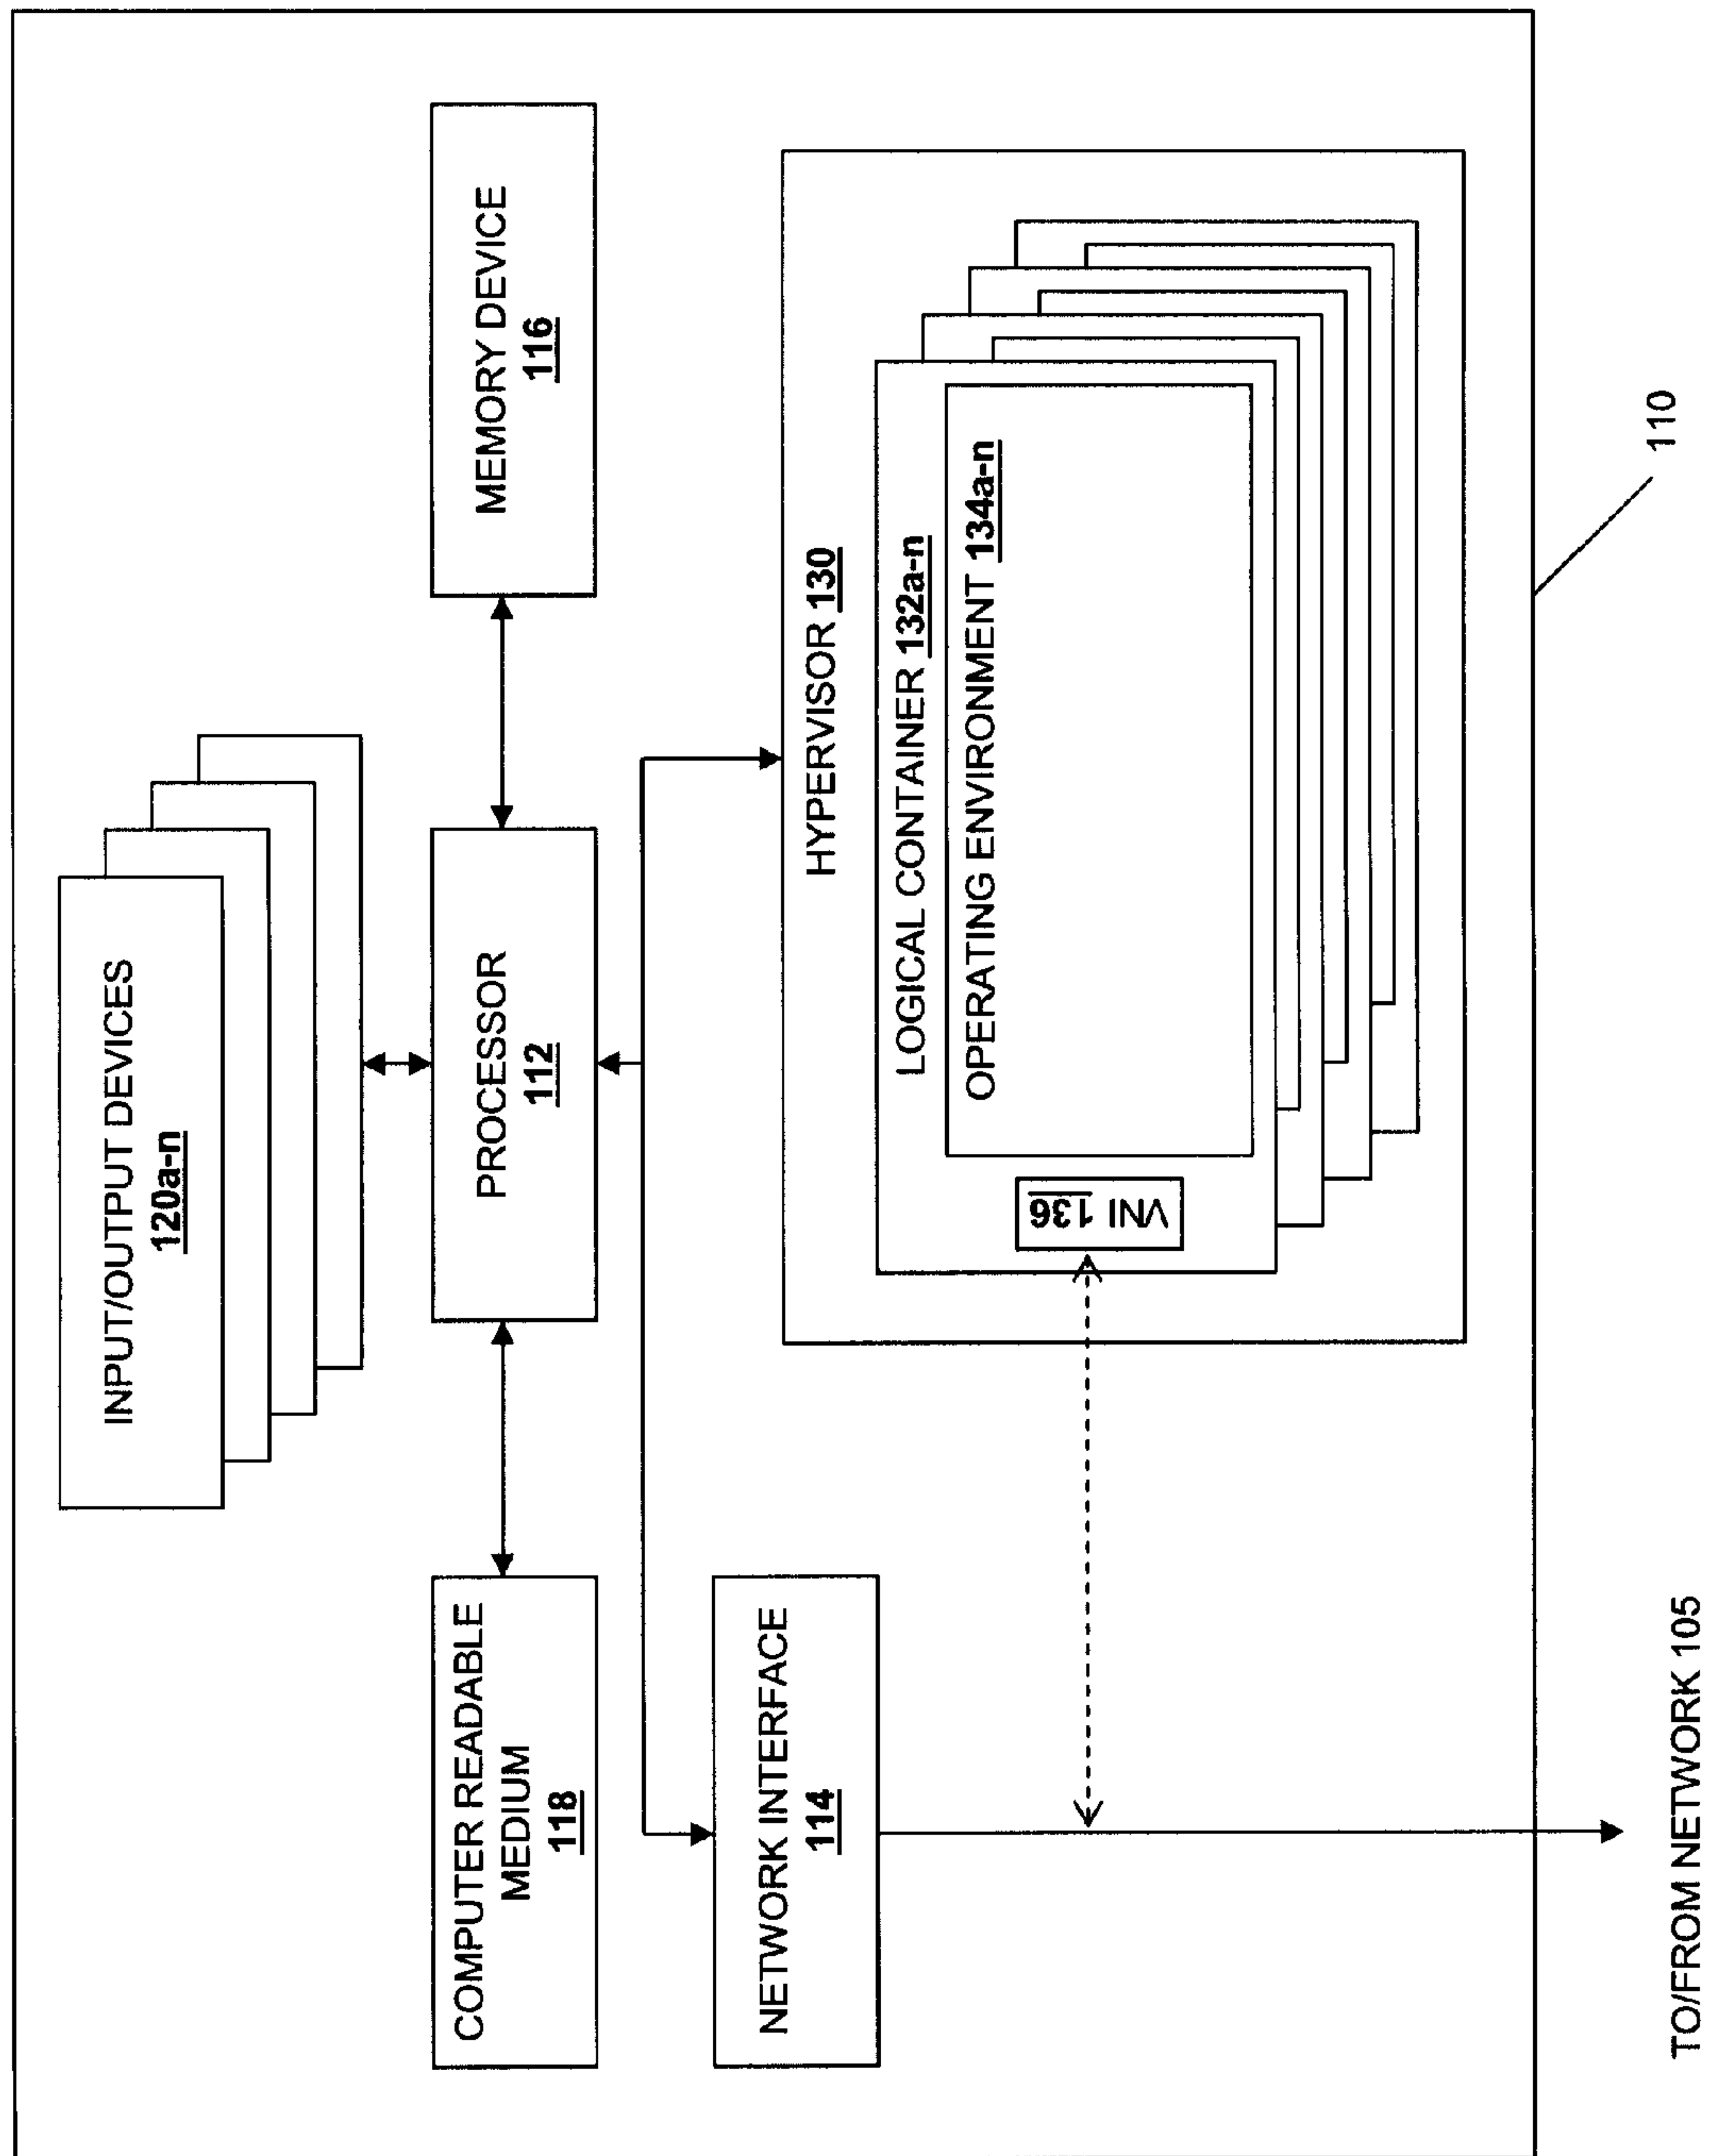 INPUT/OUTPUT DEVICES
120a-n
COMPUTER READABLE
MEDIUM
118
PROCESSOR
112
MEMORY DEVICE
116
NETWORK INTERFACE
114
HYPERVISOR 130
LOGICAL CONTAINER 132a-n
OPERATING ENVIRONMENT 134a-n
VNI 136
110
TO/FROM NETWORK 105